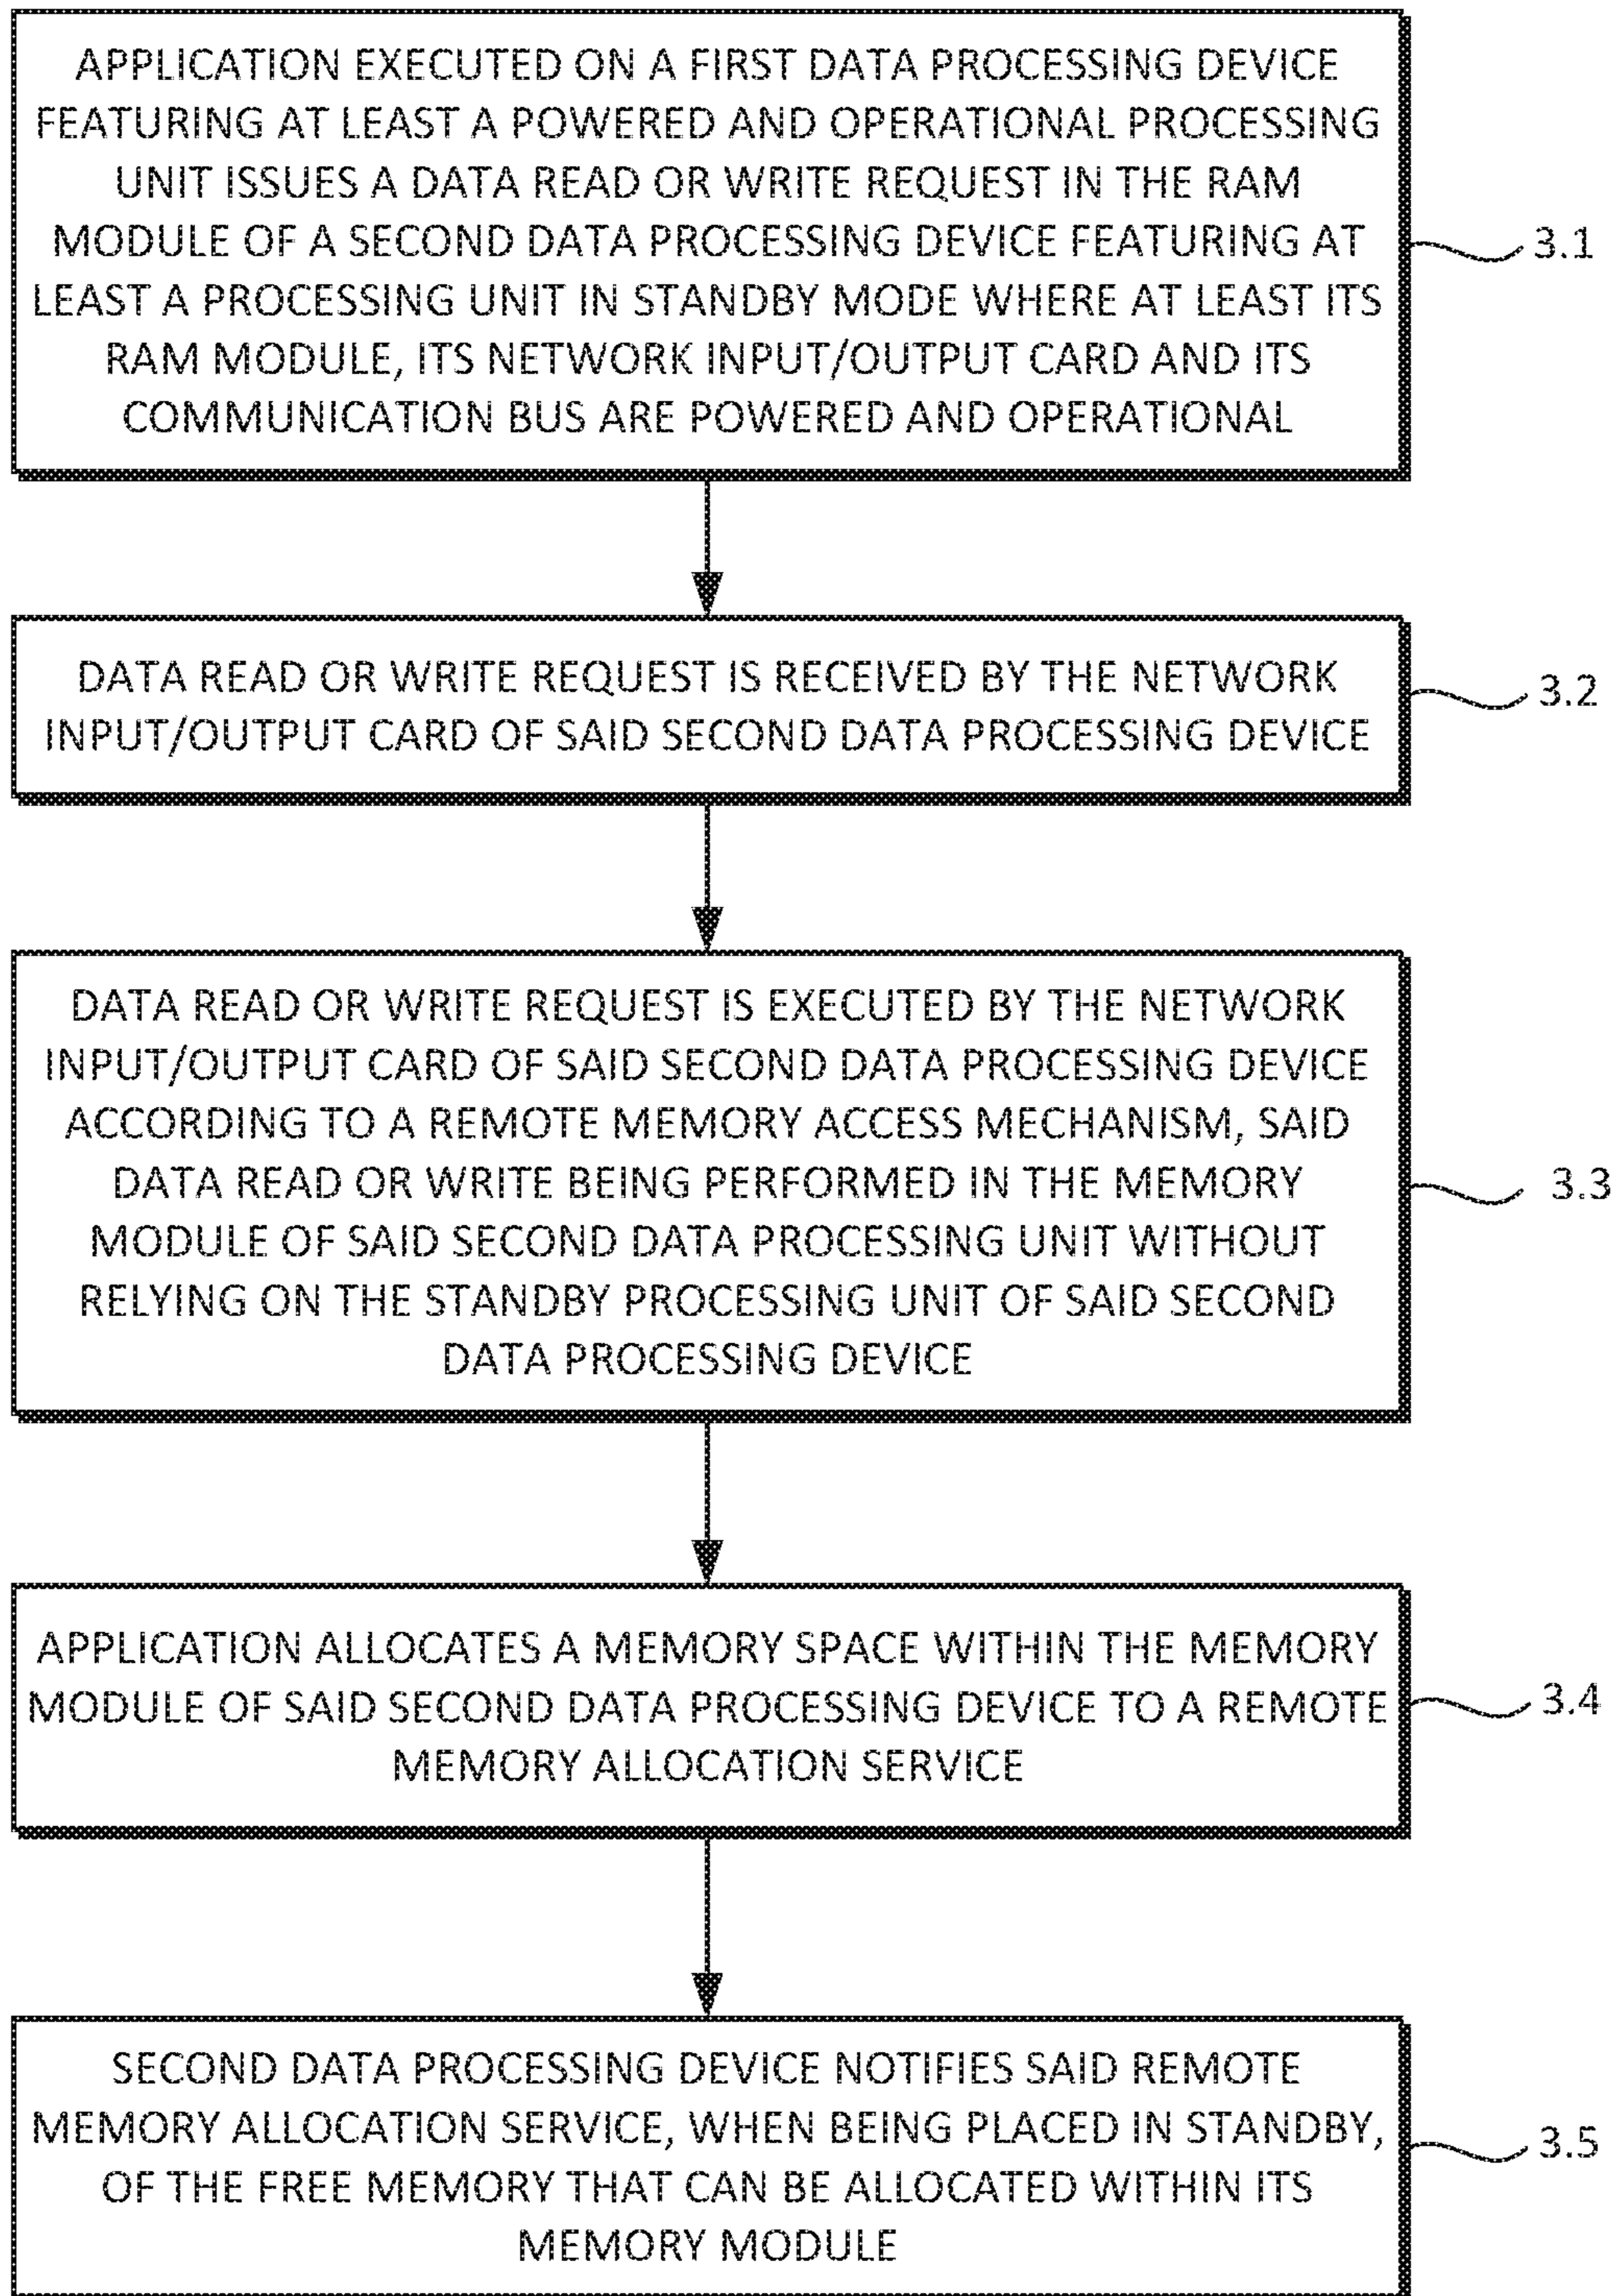 APPLICATION EXECUTED ON A FIRST DATA PROCESSING DEVICE
FEATURING AT LEAST A POWERED AND OPERATIONAL PROCESSING
UNIT ISSUES A DATA READ OR WRITE REQUEST IN THE RAM
MODULE OF A SECOND DATA PROCESSING DEVICE FEATURING AT
LEAST A PROCESSING UNIT IN STANDBY MODE WHERE AT LEAST ITS
RAM MODULE, ITS NETWORK INPUT/OUTPUT CARD AND ITS
COMMUNICATION BUS ARE POWERED AND OPERATIONAL
3.1
DATA READ OR WRITE REQUEST IS RECEIVED BY THE NETWORK
INPUT/OUTPUT CARD OF SAID SECOND DATA PROCESSING DEVICE
3.2
DATA READ OR WRITE REQUEST IS EXECUTED BY THE NETWORK
INPUT/OUTPUT CARD OF SAID SECOND DATA PROCESSING DEVICE
ACCORDING TO A REMOTE MEMORY ACCESS MECHANISM, SAID
DATA READ OR WRITE BEING PERFORMED IN THE MEMORY
MODULE OF SAID SECOND DATA PROCESSING UNIT WITHOUT
RELYING ON THE STANDBY PROCESSING UNIT OF SAID SECOND
DATA PROCESSING DEVICE
3.3
APPLICATION ALLOCATES A MEMORY SPACE WITHIN THE MEMORY
MODULE OF SAID SECOND DATA PROCESSING DEVICE TO A REMOTE
MEMORY ALLOCATION SERVICE
3.4
SECOND DATA PROCESSING DEVICE NOTIFIES SAID REMOTE
MEMORY ALLOCATION SERVICE, WHEN BEING PLACED IN STANDBY,
OF THE FREE MEMORY THAT CAN BE ALLOCATED WITHIN ITS
MEMORY MODULE
3.5